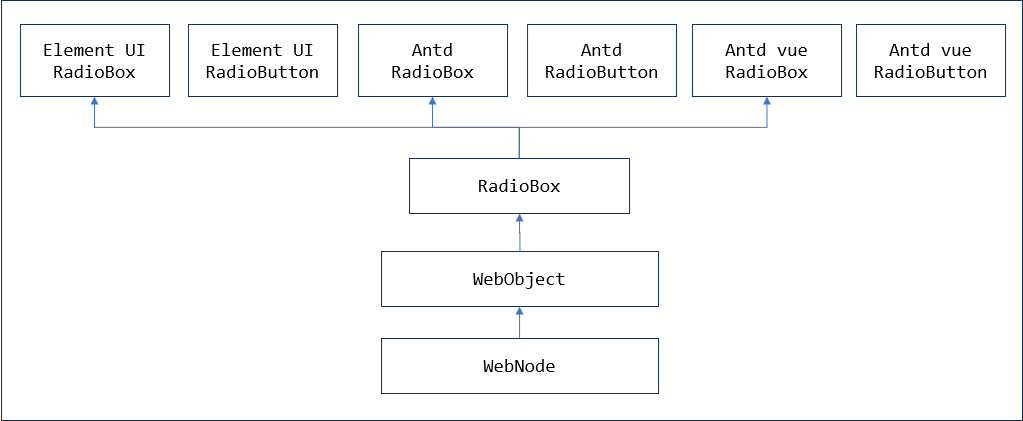 Element UI
RadioBox
Element UI
RadioButton
Antd
RadioBox
Antd
RadioButton
Antd vue
RadioBox
Antd vue
RadioButton
RadioBox
WebObject
WebNode